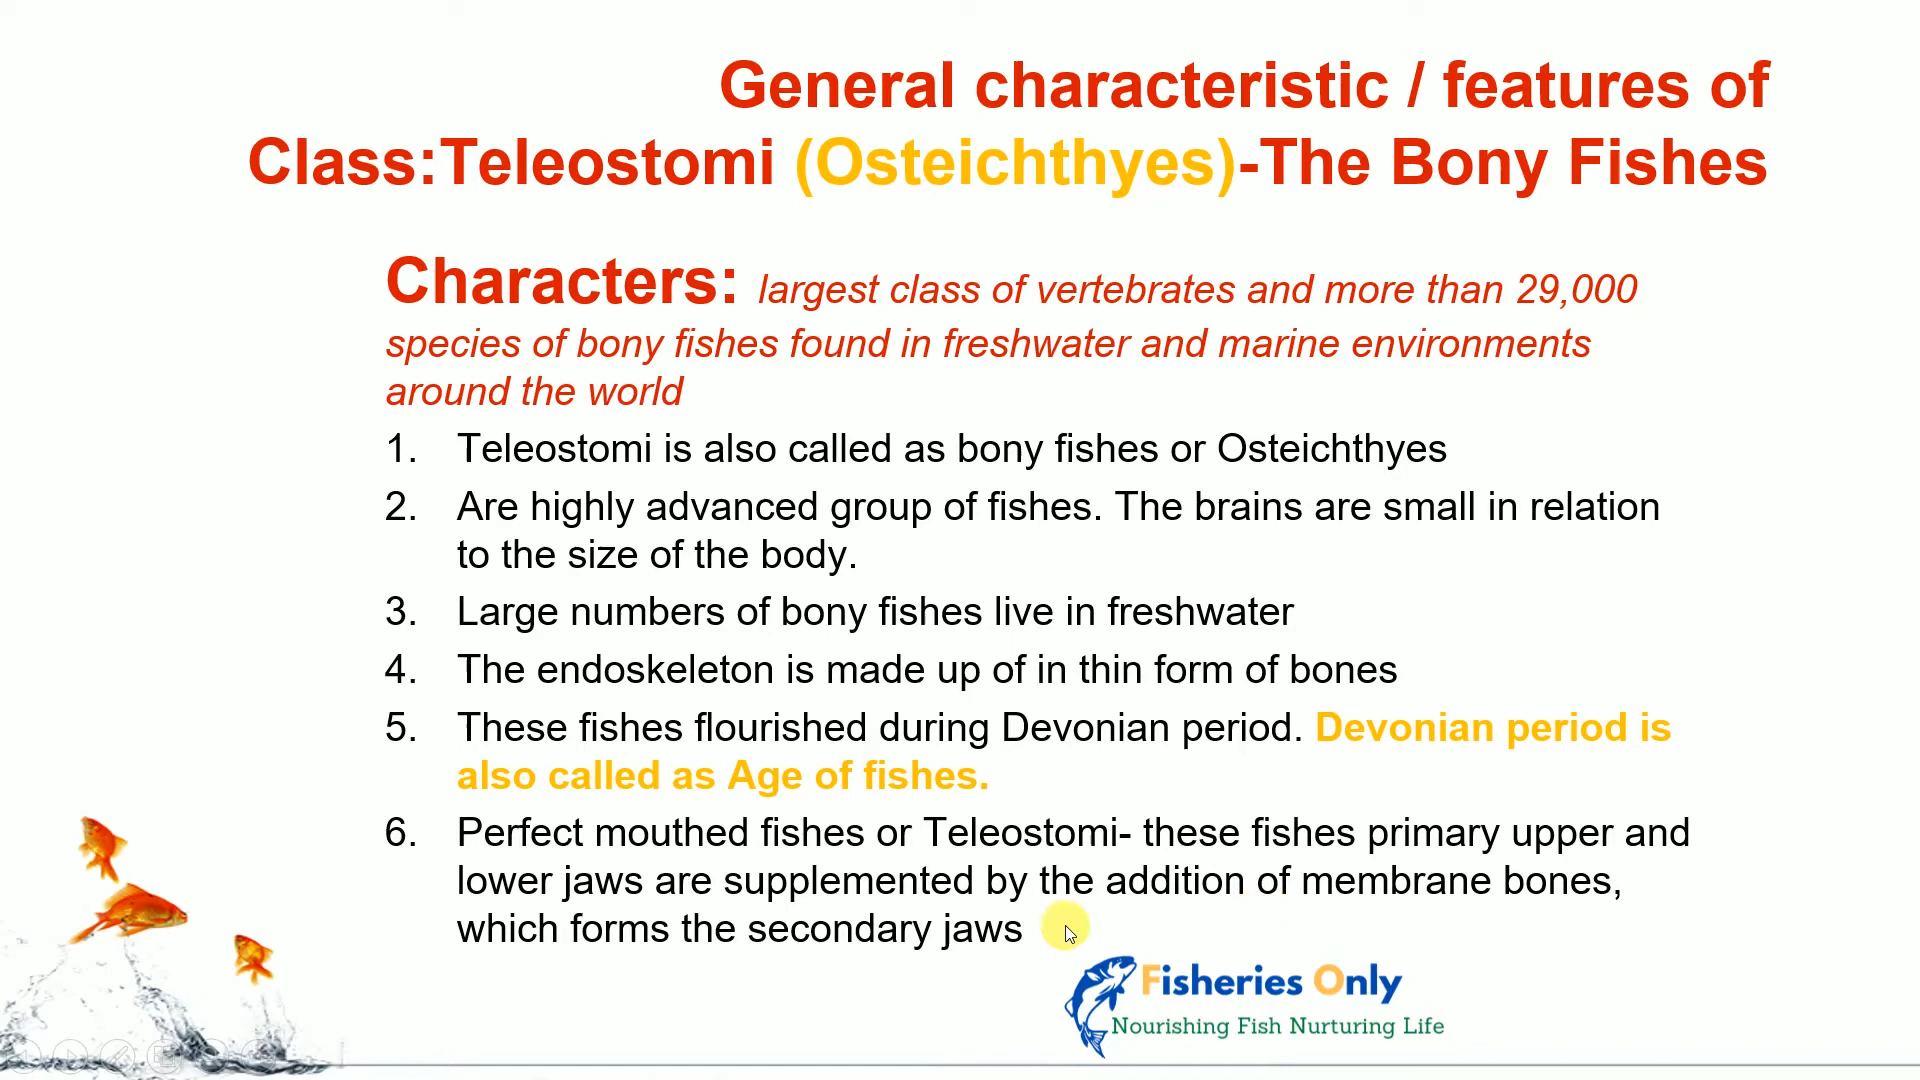 General characteristic / features of
Class:Teleostomi (Osteichthyes)-The Bony Fishes
Characters: largest class of vertebrates and more than 29,000
species of bony fishes found in freshwater and marine environments
around the world
1. Teleostomi is also called as bony fishes or Osteichthyes
2. Are highly advanced group of fishes. The brains are small in relation
to the size of the body.
3. Large numbers of bony fishes live in freshwater
4. The endoskeleton is made up of in thin form of bones
5. These fishes flourished during Devonian period. Devonian period is
also called as Age of fishes.
6. Perfect mouthed fishes or Teleostomi- these fishes primary upper and
lower jaws are supplemented by the addition of membrane bones,
which forms the secondary jaws
Fisheries Only
Nourishing Fish Nurturing Life